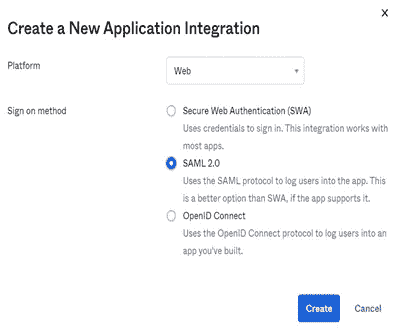 X
Create a New Application Integration
Platform
Web
Sign on method
Secure Web Authentication (SWA)
Uses credentials to sign in. This integration works with
most apps.
SAML 2.0
Uses the SAML protocol to log users into the app. This
is a better option than SWA, if the app supports it.
OpenID Connect
Uses the OpenID Connect protocol to log users into an
app you've built.
Create
Cancel